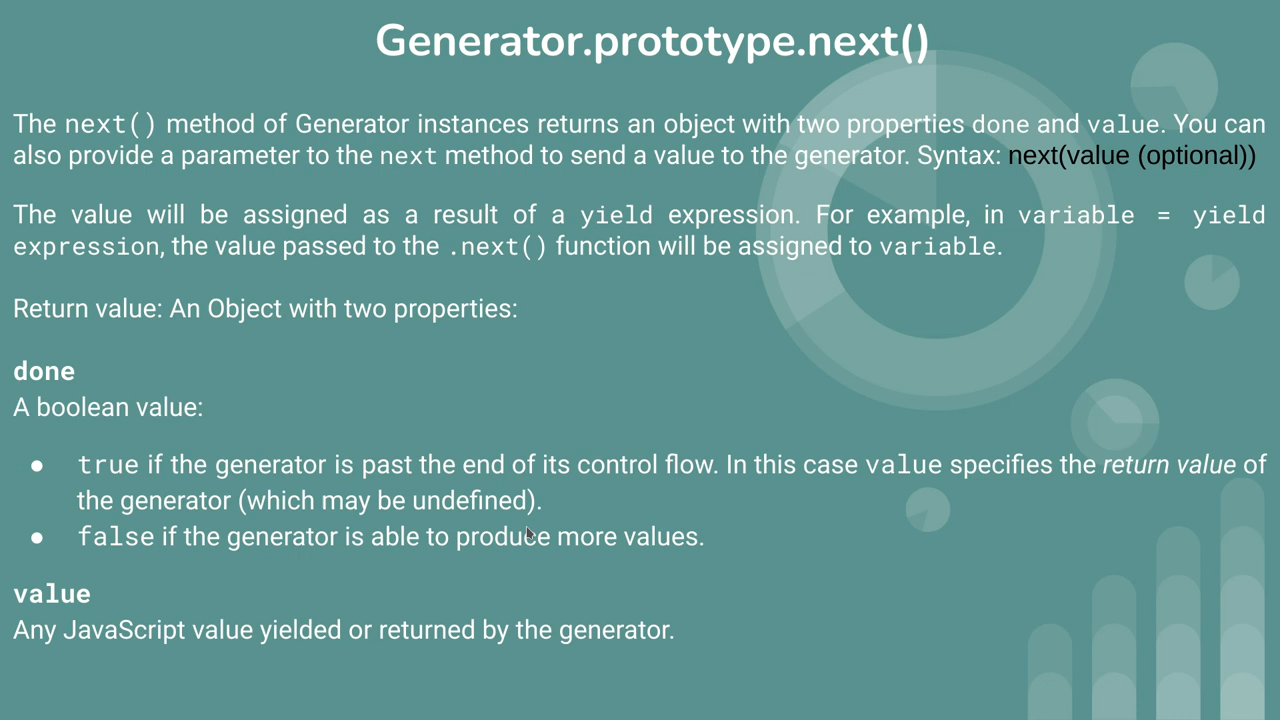 Generator.prototype.next()
The next() method of Generator instances returns an object with two properties done and value. You can
also provide a parameter to the next method to send a value to the generator. Syntax: next(value (optional))
The value will be assigned as a result of a yield expression. For example, in variable = yield
expression, the value passed to the .next() function will be assigned to variable.
Return value: An Object with two properties:
done
A boolean value:
● true if the generator is past the end of its control flow. In this case value specifies the return value of
the generator (which may be undefined).
● false if the generator is able to produce more values.
value
Any JavaScript value yielded or returned by the generator.